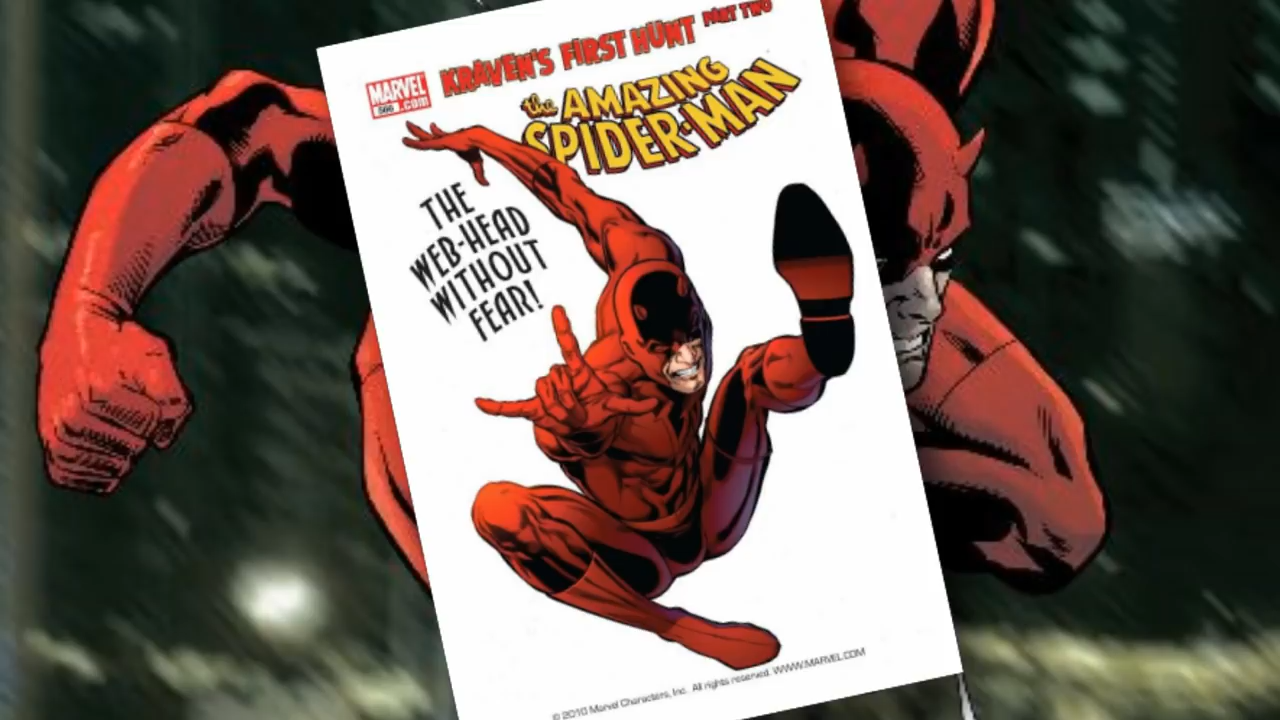 KRAVEN'S FIRST HUNT PART TWO
MARVEL
566 .com
the AMAZING
SPIDER-MAN
THE
WEB-HEAD
WITHOUT
FEAR!
© 2010 Marvel Characters, Inc. All rights reserved. WWW.MARVEL.COM